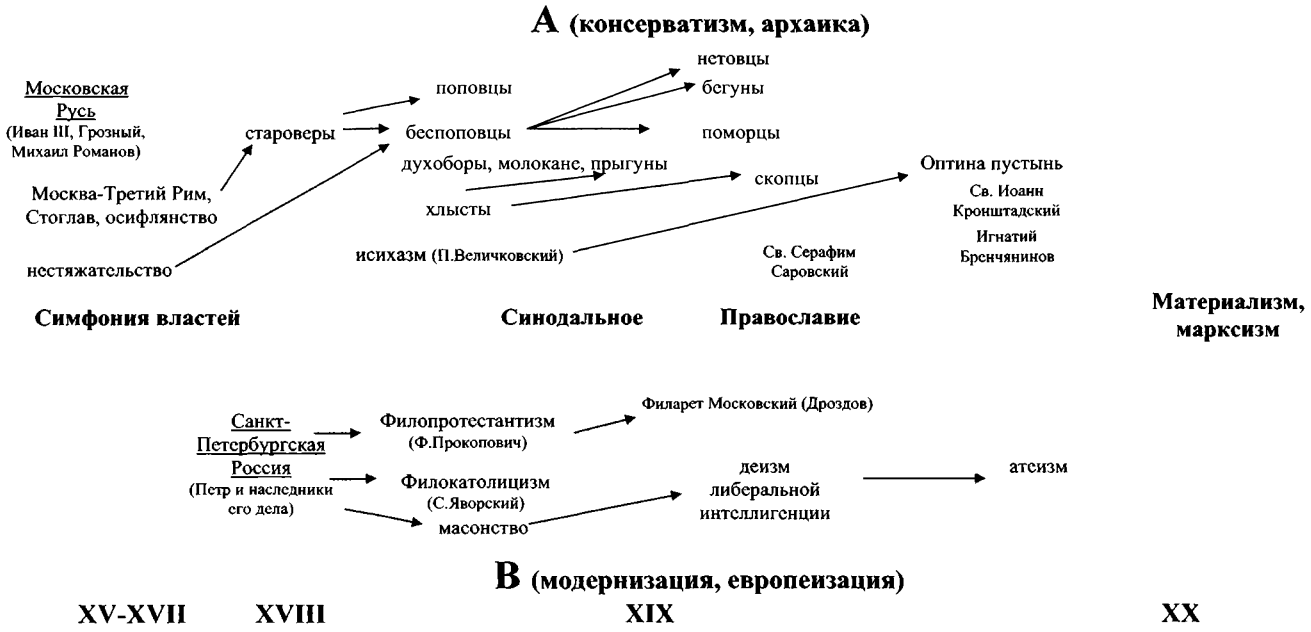 А (консерватизм, архаика)
Московская
Русь
(Иван III, Грозный,
Михаил Романов)
Москва-Третий Рим,
Стоглав, осифлянство
нестяжательство
староверы
поповцы
беспоповцы
духоборы, молокане, прыгуны
хлысты
исихазм (П.Величковский)
нетовцы
бегуны
поморцы
скопцы
Св. Серафим
Саровский
Оптина пустынь
Св. Иоанн
Кронштадский
Игнатий
Бренчянинов
Симфония властей
Синодальное
Православие
Материализм,
марксизм
Санкт-
Петербургская
Россия
(Петр и наследники
его дела)
Филопротестантизм
(Ф.Прокопович)
Филокатолицизм
(С.Яворский)
масонство
Филарет Московский (Дроздов)
деизм
либеральной
интеллигенции
атеизм
В (модернизация, европеизация)
XV-XVII XVIII XIX XX